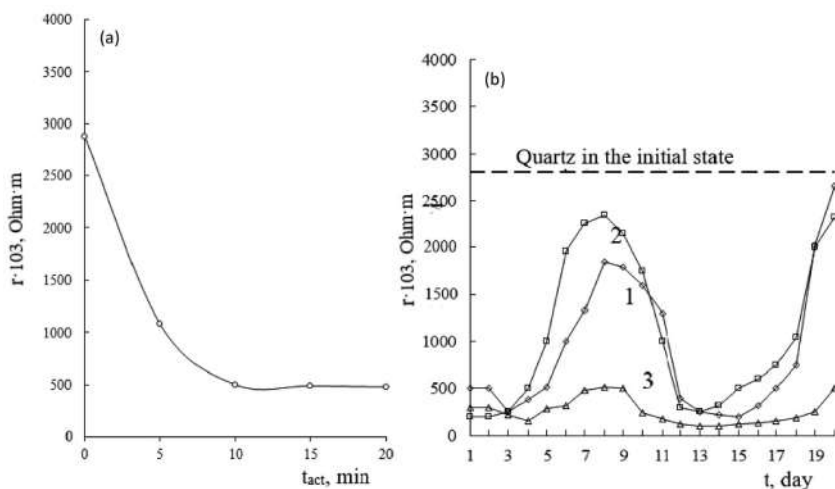 (a)
4000
3500
3000
2500
2000
1500
1000
500
0
r·103, Ohm·m
0 5 10 15 20
t_act, min
(b)
4000
3500
3000
2500
2000
1500
1000
500
0
r·103, Ohm·m
Quartz in the initial state
2
1
3
1 3 5 7 9 11 13 15 17 19
t, day